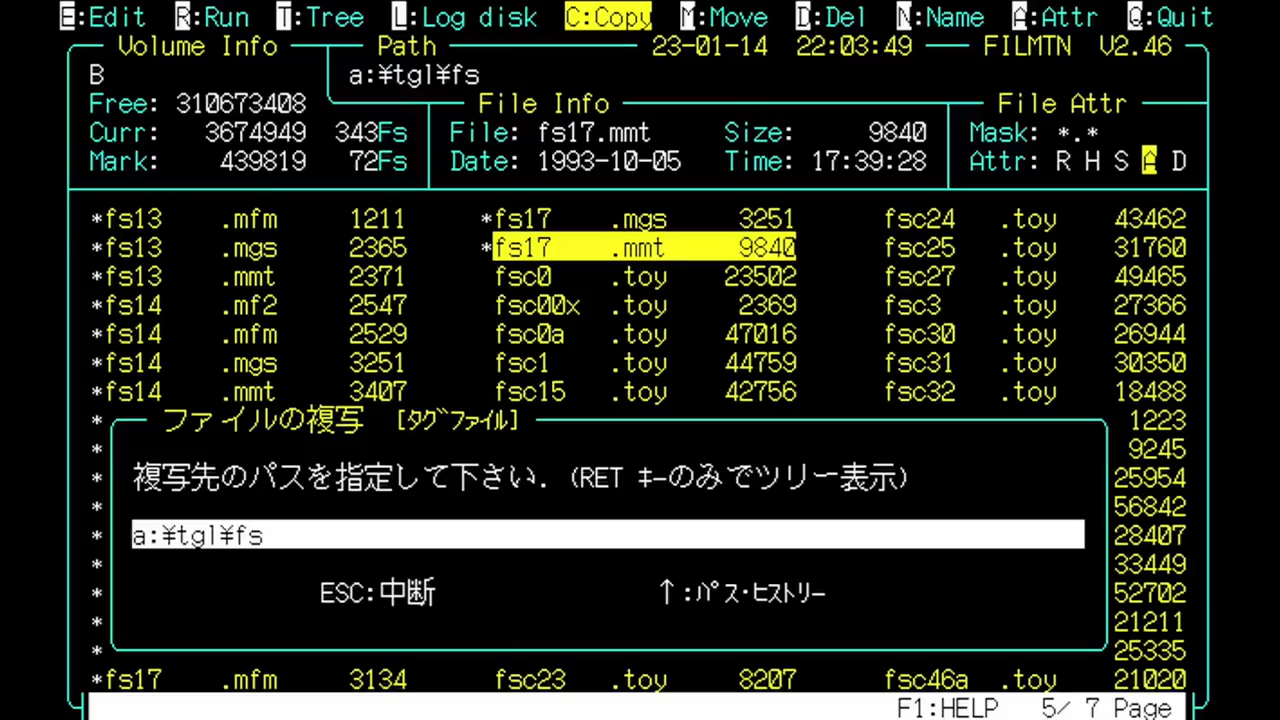 E:Edit R:Run T:Tree L:Log disk C:Copy M:Move D:Del N:Name A:Attr Q:Quit
Volume Info Path 23-01-14 22:03:49 FILMTN V2.46
B a:¥tgl¥fs
Free: 310673408 File Info File Attr
Curr: 3674949 343Fs File: fs17.mmt Size: 9840 Mask: *.*
Mark: 439819 72Fs Date: 1993-10-05 Time: 17:39:28 Attr: R H S A D
*fs13 .mfm 1211 *fs17 .mgs 3251 fsc24 .toy 43462
*fs13 .mgs 2365 *fs17 .mmt 9840 fsc25 .toy 31760
*fs13 .mmt 2371 fsc0 .toy 23502 fsc27 .toy 49465
*fs14 .mf2 2547 fsc00x .toy 2369 fsc3 .toy 27366
*fs14 .mfm 2529 fsc0a .toy 47016 fsc30 .toy 26944
*fs14 .mgs 3251 fsc1 .toy 44759 fsc31 .toy 30350
*fs14 .mmt 3407 fsc15 .toy 42756 fsc32 .toy 18488
* ファイルの複写 [ﾀｸﾞﾌｧｲﾙ] 1223
* 9245
* 複写先のパスを指定して下さい. (RET ｷｰのみでツリー表示) 25954
* 56842
* a:¥tgl¥fs 28407
* 33449
* ESC:中断 ↑:ﾊﾟｽ･ﾋｽﾄﾘｰ 52702
* 21211
* 25335
*fs17 .mfm 3134 fsc23 .toy 8207 fsc46a .toy 21020
F1:HELP 5/ 7 Page